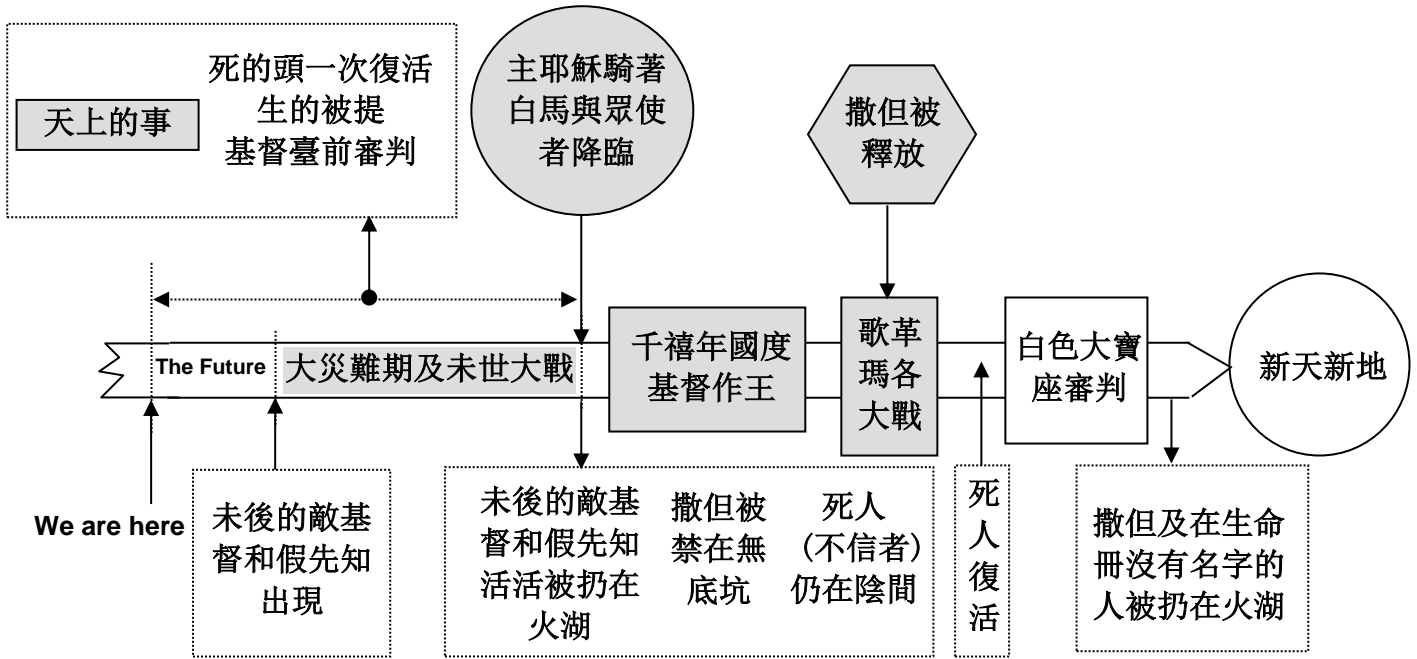 天上的事
死的頭一次復活
生的被提
基督臺前審判
主耶穌騎著
白馬與眾使
者降臨
撒但被
釋放
The Future
大災難期及未世大戰
千禧年國度
基督作王
歌革
瑪各
大戰
白色大寶
座審判
新天新地
We are here
未後的敵基
督和假先知
出現
未後的敵基
督和假先知
活活被扔在
火湖
撒但被
禁在無
底坑
死人
(不信者)
仍在陰間
死
人
復
活
撒但及在生命
冊沒有名字的
人被扔在火湖